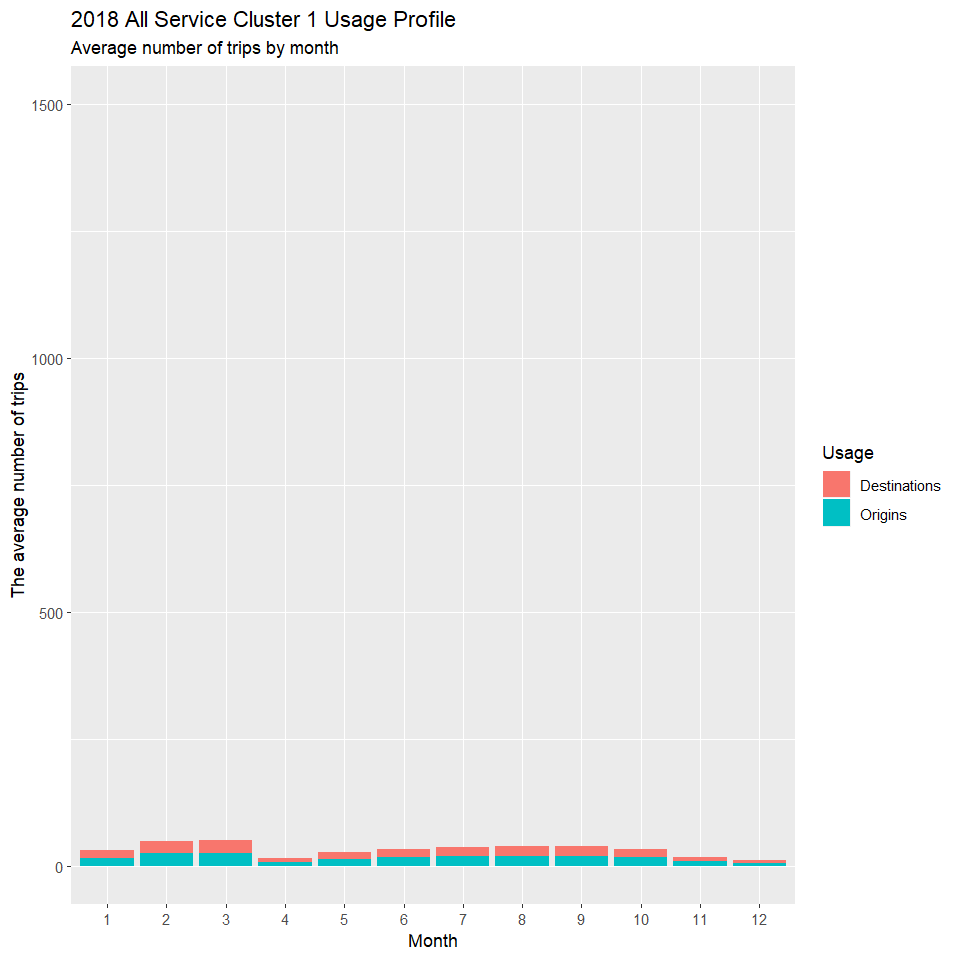 2018 All Service Cluster 1 Usage Profile
Average number of trips by month
The average number of trips
1500
1000
500
0
1 2 3 4 5 6 7 8 9 10 11 12
Month
Usage
Destinations
Origins